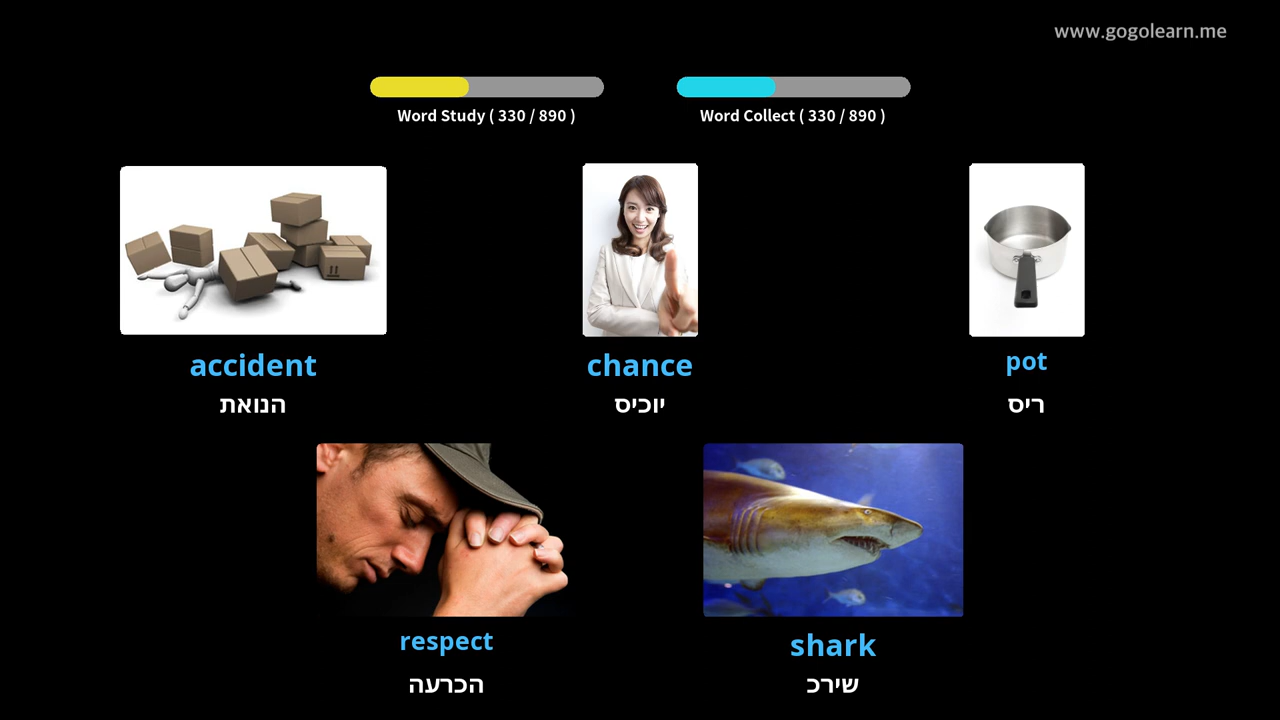 www.gogolearn.me
Word Study ( 330 / 890 )
Word Collect ( 330 / 890 )
accident
הנואת
chance
יוכיס
pot
ריס
respect
הכרעה
shark
שירכ